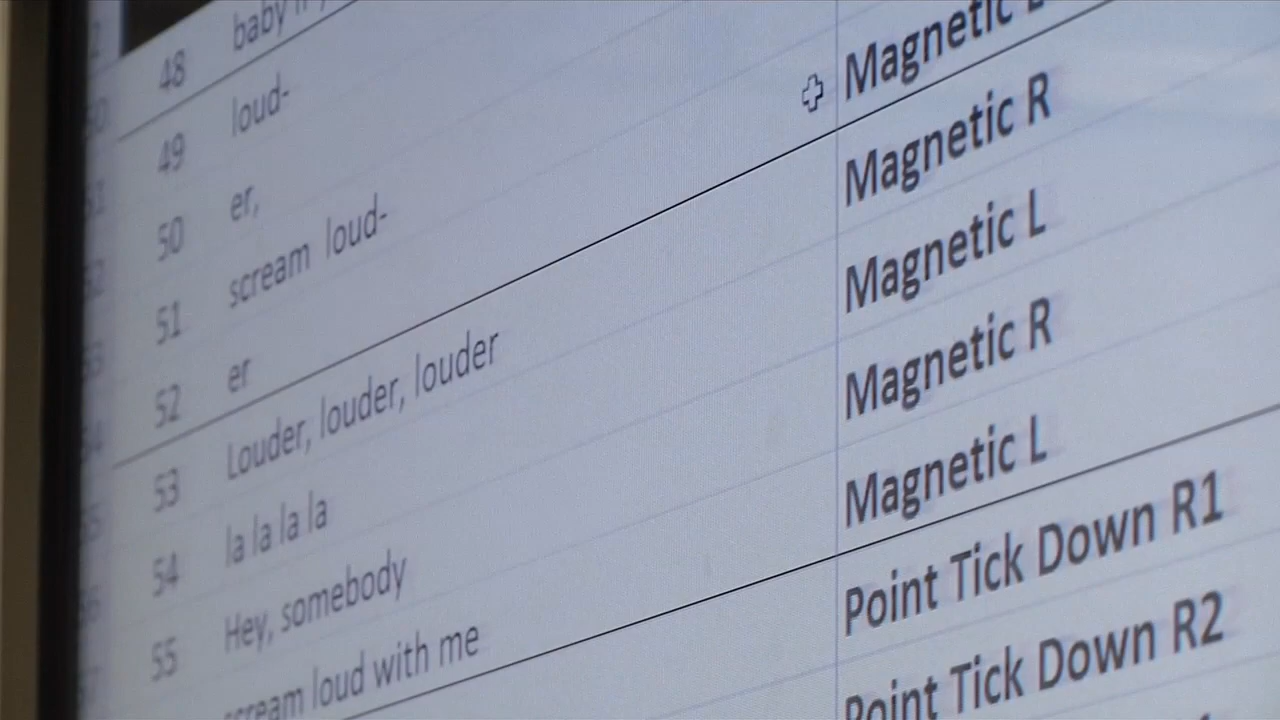 48 baby
49 loud-
50 er,
51 scream loud-
52 er Magnetic
53 Louder, louder, louder Magnetic R
54 la la la la Magnetic L
55 Hey, somebody Magnetic R
scream loud with me Magnetic L
Point Tick Down R1
Point Tick Down R2